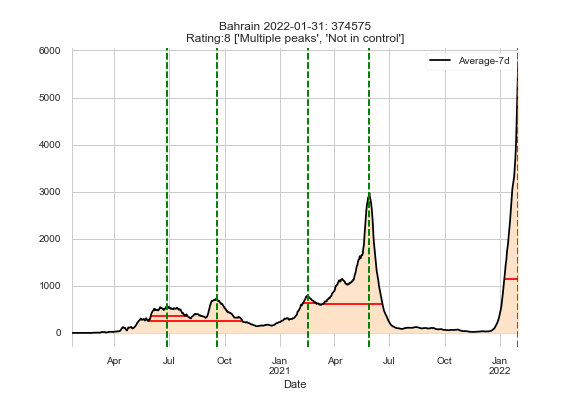 Bahrain 2022-01-31: 374575
Rating:8 ['Multiple peaks', 'Not in control']
Average-7d
6000
5000
4000
3000
2000
1000
0
Apr
Jul
Oct
Jan
2021
Apr
Jul
Oct
Jan
2022
Date